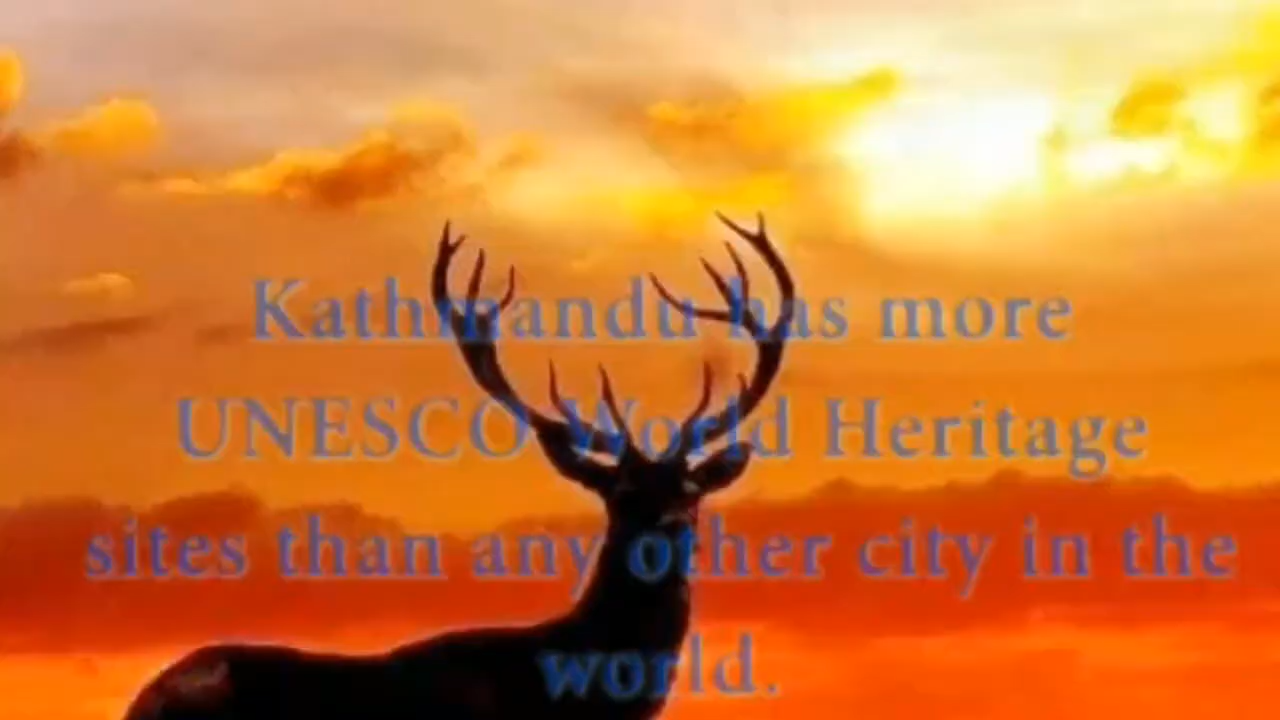 Kathmandu has more
UNESCO World Heritage
sites than any other city in the
world.